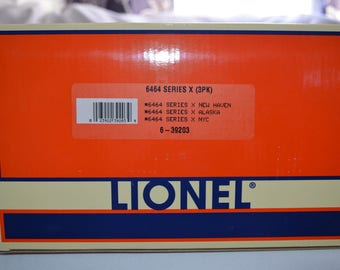 6464 SERIES X (3PK)
*6464 SERIES X NEW HAVEN
*6464 SERIES X ALASKA
*6464 SERIES X NYC
6-39203
LIONEL®